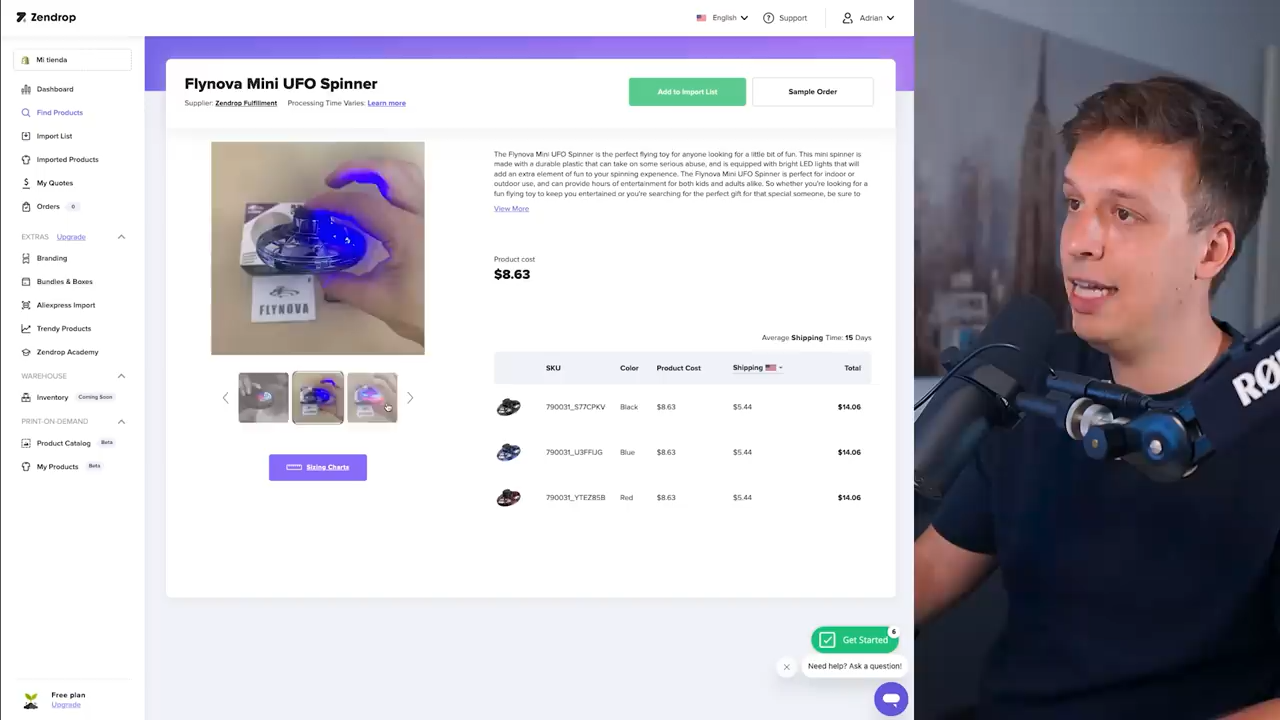 Zendrop
English
Support
Adrian
Mi tienda
Dashboard
Find Products
Import List
Imported Products
My Quotes
Orders 0
EXTRAS Upgrade
Branding
Bundles & Boxes
Aliexpress Import
Trendy Products
Zendrop Academy
WAREHOUSE
Inventory Coming Soon
PRINT-ON-DEMAND
Product Catalog Beta
My Products Beta
Free plan
Upgrade
Flynova Mini UFO Spinner
Supplier: Zendrop Fulfillment Processing Time Varies: Learn more
Add to Import List
Sample Order
FLYNOVA
Sizing Charts
The Flynova Mini UFO Spinner is the perfect flying toy for anyone looking for a little bit of fun. This mini spinner is
made with a durable plastic that can take on some serious abuse, and is equipped with bright LED lights that will
add an extra element of fun to your spinning experience. The Flynova Mini UFO Spinner is perfect for indoor or
outdoor use, and can provide hours of entertainment for both kids and adults alike. So whether you're looking for a
fun flying toy to keep you entertained or you're searching for the perfect gift for that special someone, be sure to
View More
Product cost
$8.63
Average Shipping Time: 15 Days
SKU Color Product Cost Shipping Total
790031_S77CPKV Black $8.63 $5.44 $14.06
790031_U3FFIJG Blue $8.63 $5.44 $14.06
790031_YTEZ85B Red $8.63 $5.44 $14.06
Get Started 6
Need help? Ask a question!
RØ